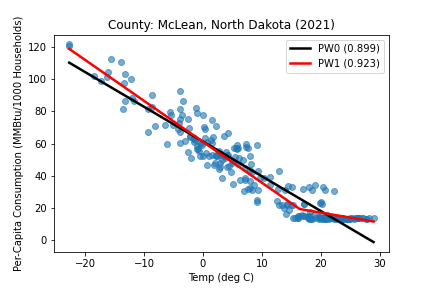 County: McLean, North Dakota (2021)
PW0 (0.899)
PW1 (0.923)
Per-Capita Consumption (MMBtu/1000 Households)
120
100
80
60
40
20
0
−20 −10 0 10 20 30
Temp (deg C)